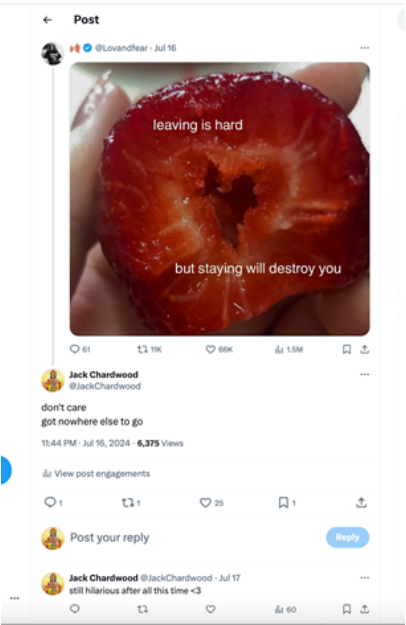 Post
@Lovandfear · Jul 16
leaving is hard
but staying will destroy you
61 11K 66K 1.5M
Jack Chardwood
@JackChardwood
don't care
got nowhere else to go
11:44 PM · Jul 16, 2024 · 6,375 Views
View post engagements
1 1 25 1
Post your reply
Reply
Jack Chardwood @JackChardwood · Jul 17
still hilarious after all this time <3
60